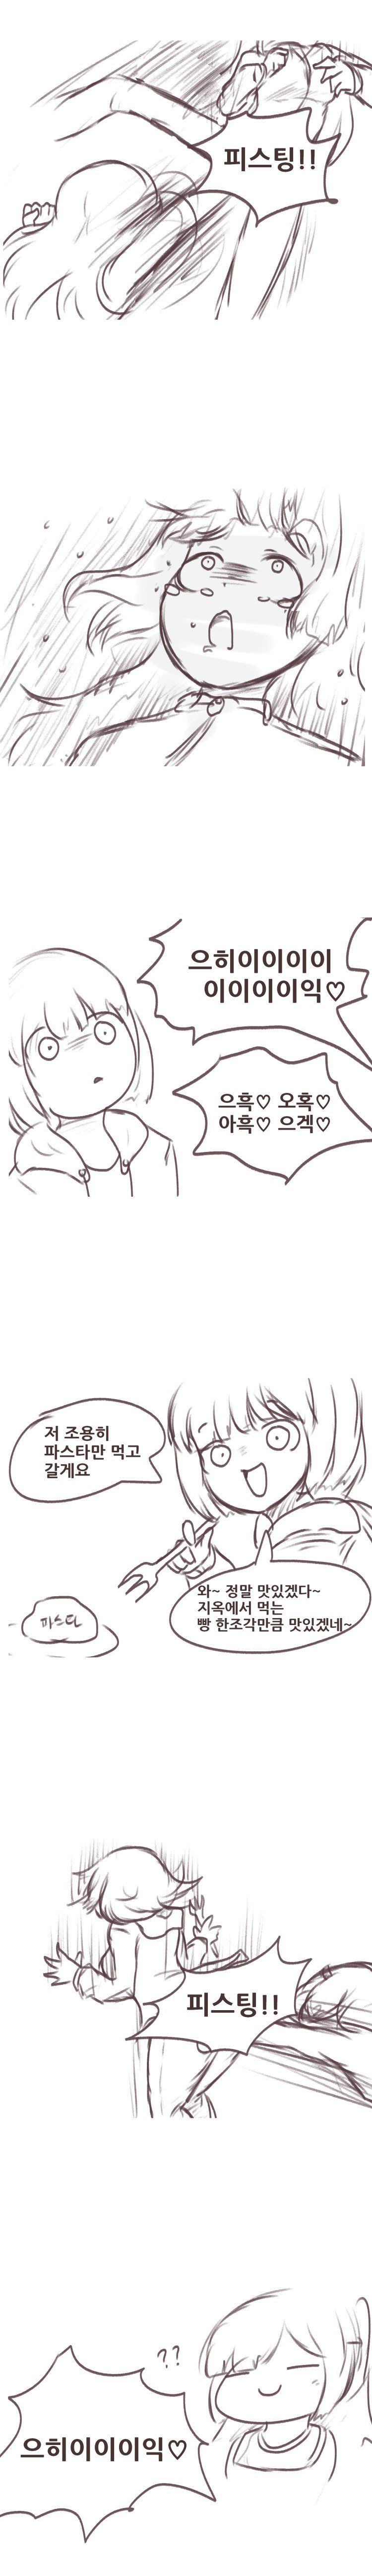 피스팅!!
으히이이이이
이이이이익♡
으흑♡ 오혹♡
아흑♡ 으겍♡
저 조용히
파스타만 먹고
갈게요
와~ 정말 맛있겠다~
지옥에서 먹는
빵 한조각만큼 맛있겠네~
파스타
피스팅!!
??
으히이이이익♡